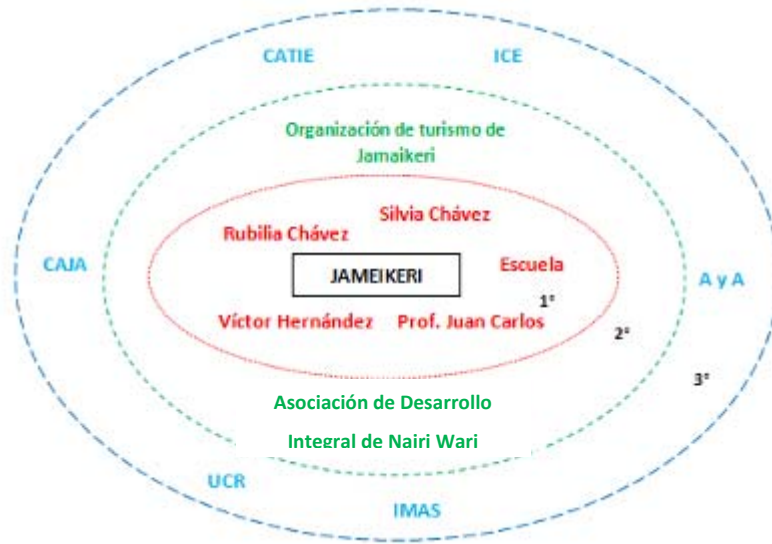 CATIE ICE
Organización de turismo de
Jamaikeri
Silvia Chávez
Rubilia Chávez
CAJA
JAMEIKERI
Escuela
A y A
1°
Víctor Hernández Prof. Juan Carlos
2°
3°
Asociación de Desarrollo
Integral de Nairi Wari
UCR
IMAS